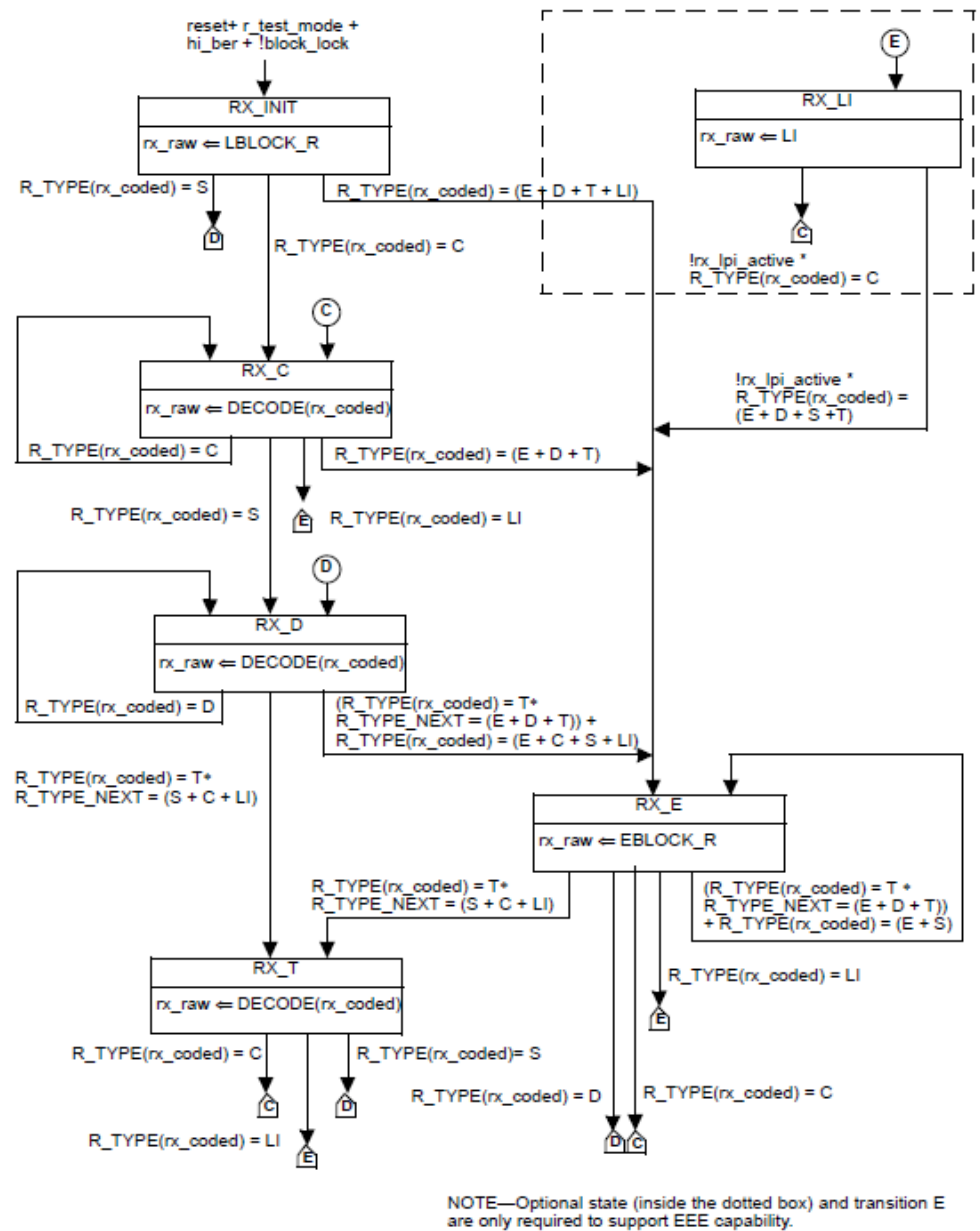 reset+ r_test_mode +
hi_ber + !block_lock
RX_INIT
rx_raw ⇐ LBLOCK_R
E
RX_LI
rx_raw ⇐ LI
R_TYPE(rx_coded) = S
D
R_TYPE(rx_coded) = (E + D + T + LI)
C
R_TYPE(rx_coded) = C
!rx_lpi_active *
R_TYPE(rx_coded) = C
C
RX_C
rx_raw ⇐ DECODE(rx_coded)
!rx_lpi_active *
R_TYPE(rx_coded) =
(E + D + S +T)
R_TYPE(rx_coded) = C
R_TYPE(rx_coded) = (E + D + T)
R_TYPE(rx_coded) = S
E
R_TYPE(rx_coded) = LI
D
RX_D
rx_raw ⇐ DECODE(rx_coded)
R_TYPE(rx_coded) = D
(R_TYPE(rx_coded) = T*
R_TYPE_NEXT = (E + D + T)) +
R_TYPE(rx_coded) = (E + C + S + LI)
R_TYPE(rx_coded) = T*
R_TYPE_NEXT = (S + C + LI)
RX_E
rx_raw ⇐ EBLOCK_R
R_TYPE(rx_coded) = T*
R_TYPE_NEXT = (S + C + LI)
(R_TYPE(rx_coded) = T *
R_TYPE_NEXT = (E + D + T))
+ R_TYPE(rx_coded) = (E + S)
RX_T
rx_raw ⇐ DECODE(rx_coded)
R_TYPE(rx_coded) = LI
E
R_TYPE(rx_coded) = C
R_TYPE(rx_coded)= S
C
D
R_TYPE(rx_coded) = D
R_TYPE(rx_coded) = C
R_TYPE(rx_coded) = LI
E
D
C
NOTE—Optional state (inside the dotted box) and transition E
are only required to support EEE capability.